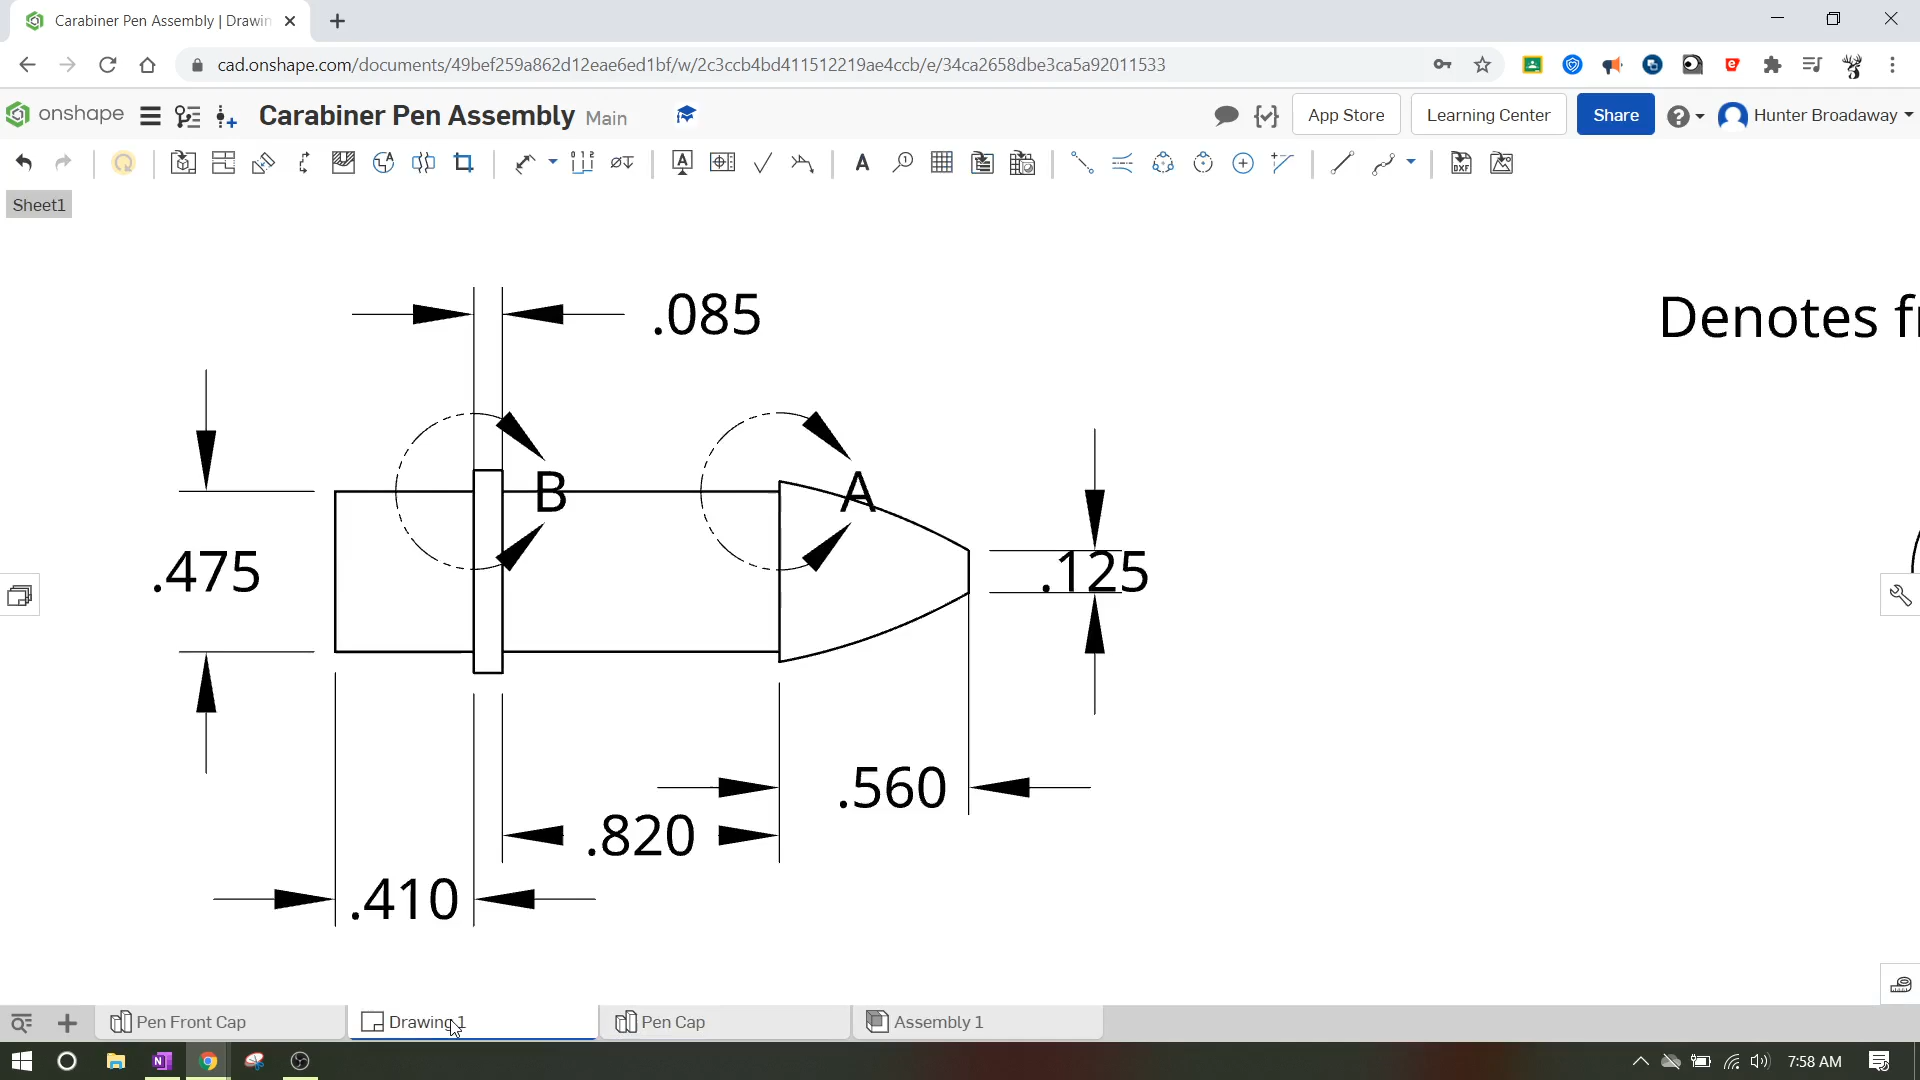 Carabiner Pen Assembly | Drawin
cad.onshape.com/documents/49bef259a862d12eae6ed1bf/w/2c3ccb4bd411512219ae4ccb/e/34ca2658dbe3ca5a92011533
onshape Carabiner Pen Assembly Main App Store Learning Center Share Hunter Broadaway
Sheet1
.085
Denotes fr
B A
.475 .125
.560
.820
.410
Pen Front Cap Drawing 1 Pen Cap Assembly 1
7:58 AM